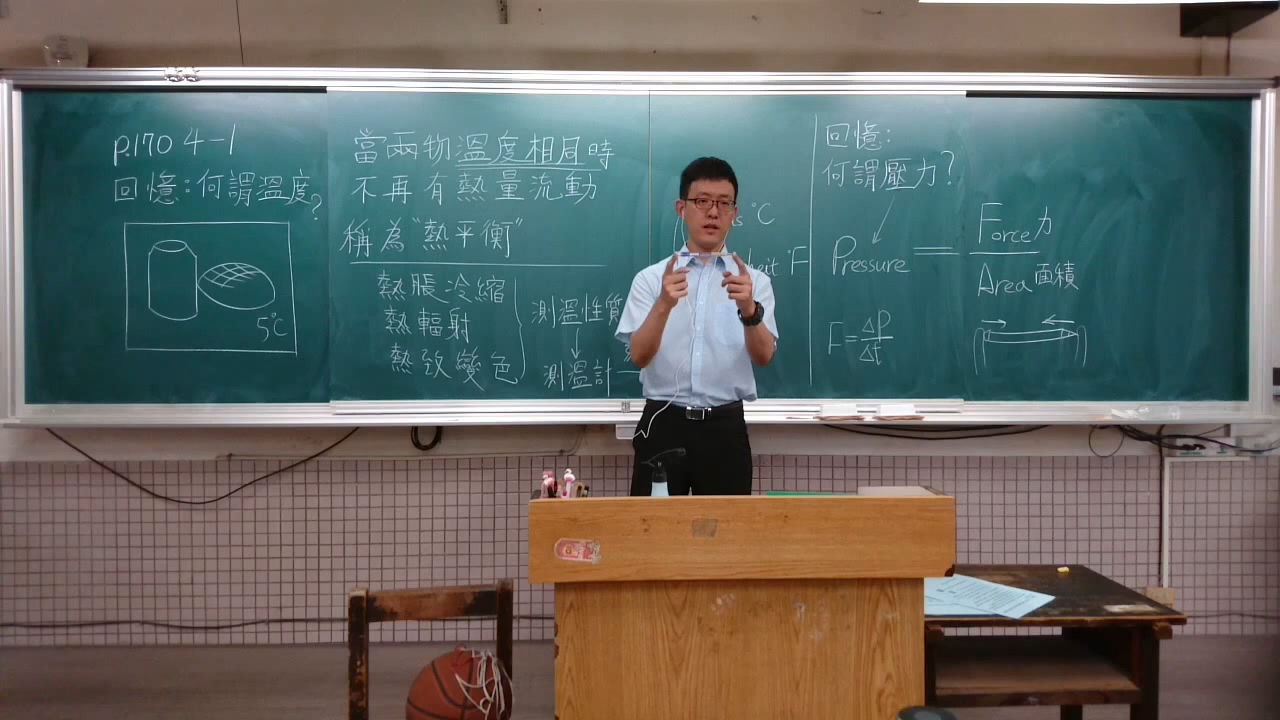 p.170 4-1
回憶:何謂溫度?
5°C
當兩物溫度相同時
不再有熱量流動
稱為"熱平衡"
熱脹冷縮
熱輻射
熱致變色
測溫性質
測溫計
°C
°F
回憶:
何謂壓力?
Pressure = Force力
Area面積
F=ΔP
Δt